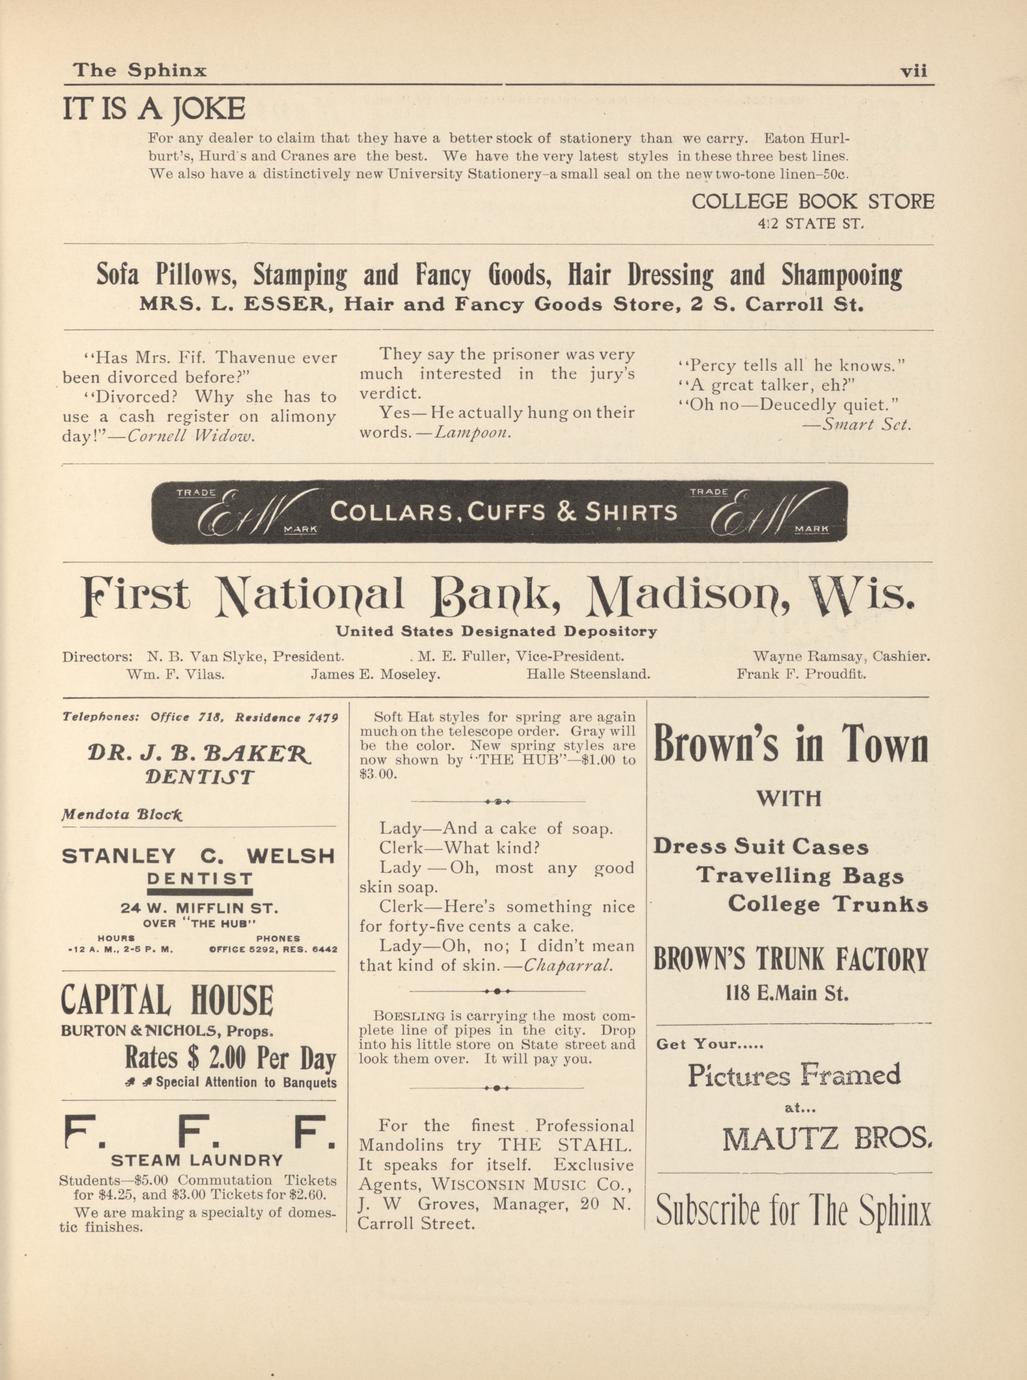 The Sphinx vii
IT IS A JOKE
For any dealer to claim that they have a better stock of stationery than we carry. Eaton Hurl-
burt's, Hurd's and Cranes are the best. We have the very latest styles in these three best lines.
We also have a distinctively new University Stationery–a small seal on the new two-tone linen–50c.
COLLEGE BOOK STORE
412 STATE ST.
Sofa Pillows, Stamping and Fancy Goods, Hair Dressing and Shampooing
MRS. L. ESSER, Hair and Fancy Goods Store, 2 S. Carroll St.
"Has Mrs. Fif. Thavenue ever
been divorced before?"
"Divorced? Why she has to
use a cash register on alimony
day!"—Cornell Widow.
They say the prisoner was very
much interested in the jury's
verdict.
Yes—He actually hung on their
words.—Lampoon.
"Percy tells all he knows."
"A great talker, eh?"
"Oh no—Deucedly quiet."
—Smart Set.
TRADE E & W MARK COLLARS, CUFFS & SHIRTS TRADE E & W MARK
First National Bank, Madison, Wis.
United States Designated Depository
Directors: N. B. Van Slyke, President. M. E. Fuller, Vice-President. Wayne Ramsay, Cashier.
Wm. F. Vilas. James E. Moseley. Halle Steensland. Frank F. Proudfit.
Telephones: Office 718, Residence 7479
DR. J. B. BAKER
DENTIST
Mendota Block
STANLEY C. WELSH
DENTIST
24 W. MIFFLIN ST.
OVER "THE HUB"
HOURS PHONES
-12 A. M., 2-5 P. M. OFFICE 5292, RES. 6442
CAPITAL HOUSE
BURTON & NICHOLS, Props.
Rates $ 2.00 Per Day
Special Attention to Banquets
F. F. F.
STEAM LAUNDRY
Students—$5.00 Commutation Tickets
for $4.25, and $3.00 Tickets for $2.60.
We are making a specialty of domes-
tic finishes.
Soft Hat styles for spring are again
much on the telescope order. Gray will
be the color. New spring styles are
now shown by "THE HUB"—$1.00 to
$3.00.
Lady—And a cake of soap.
Clerk—What kind?
Lady—Oh, most any good
skin soap.
Clerk—Here's something nice
for forty-five cents a cake.
Lady—Oh, no; I didn't mean
that kind of skin.—Chaparral.
BOESLING is carrying the most com-
plete line of pipes in the city. Drop
into his little store on State street and
look them over. It will pay you.
For the finest Professional
Mandolins try THE STAHL.
It speaks for itself. Exclusive
Agents, WISCONSIN MUSIC CO.,
J. W Groves, Manager, 20 N.
Carroll Street.
Brown's in Town
WITH
Dress Suit Cases
Travelling Bags
College Trunks
BROWN'S TRUNK FACTORY
118 E.Main St.
Get Your.....
Pictures Framed
at...
MAUTZ BROS.
Subscribe for The Sphinx